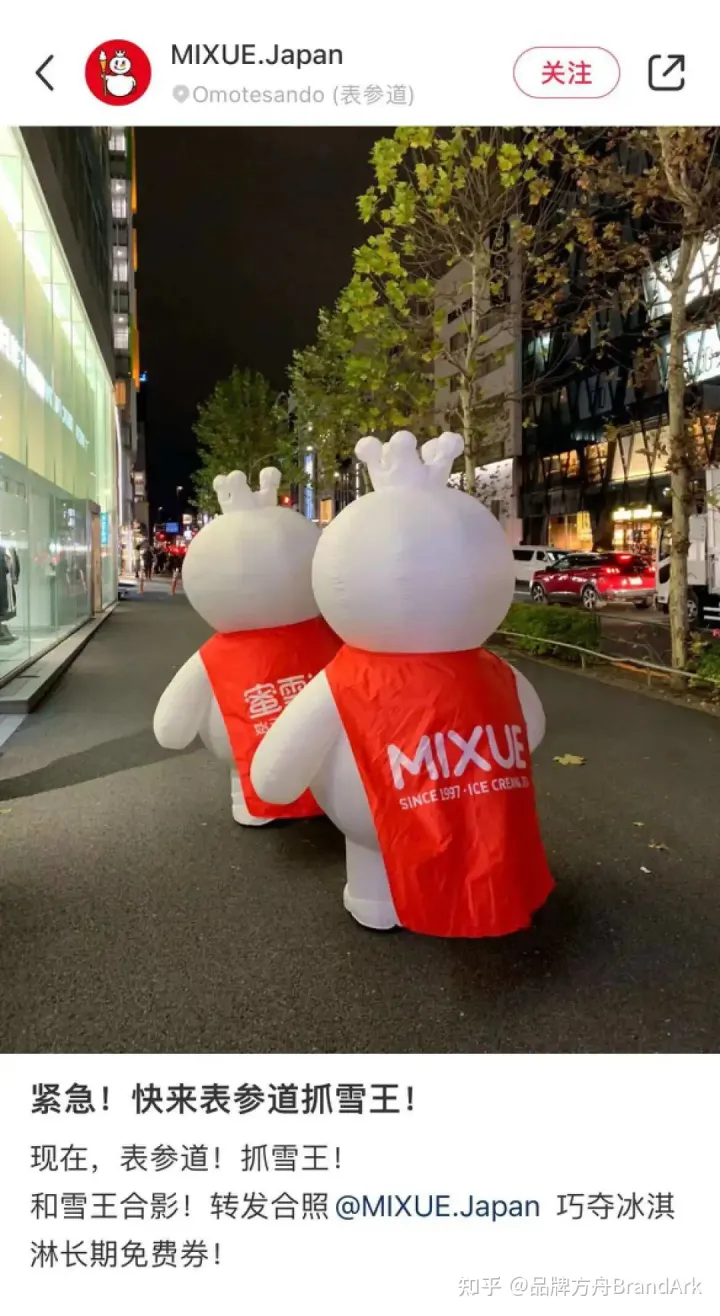 MIXUE.Japan
关注
Omotesando (表参道)
蜜雪
MIXUE
SINCE 1997·ICE CREAM
紧急！快来表参道抓雪王！
现在，表参道！抓雪王！
和雪王合影！转发合照@MIXUE.Japan 巧夺冰淇
淋长期免费券！
知乎 @品牌方舟BrandArk